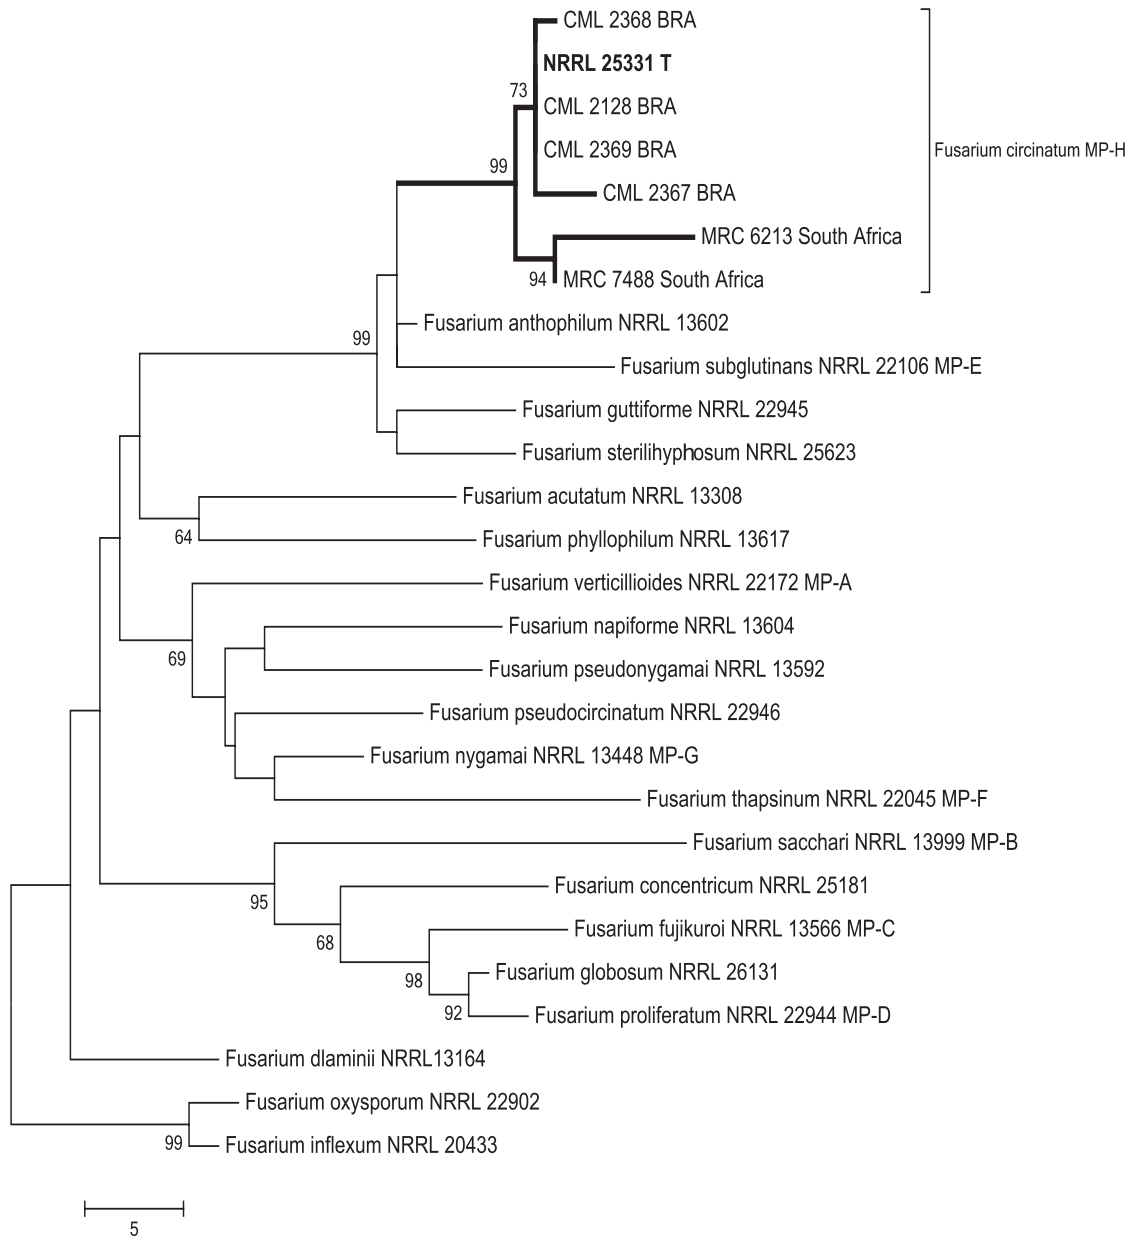 CML 2368 BRA
73
NRRL 25331 T
CML 2128 BRA
CML 2369 BRA
Fusarium circinatum MP-H
99
CML 2367 BRA
MRC 6213 South Africa
94
MRC 7488 South Africa
Fusarium anthophilum NRRL 13602
99
Fusarium subglutinans NRRL 22106 MP-E
Fusarium guttiforme NRRL 22945
Fusarium sterilihyphosum NRRL 25623
Fusarium acutatum NRRL 13308
64
Fusarium phyllophilum NRRL 13617
Fusarium verticillioides NRRL 22172 MP-A
Fusarium napiforme NRRL 13604
69
Fusarium pseudonygamai NRRL 13592
Fusarium pseudocircinatum NRRL 22946
Fusarium nygamai NRRL 13448 MP-G
Fusarium thapsinum NRRL 22045 MP-F
Fusarium sacchari NRRL 13999 MP-B
Fusarium concentricum NRRL 25181
95
Fusarium fujikuroi NRRL 13566 MP-C
68
Fusarium globosum NRRL 26131
98
92
Fusarium proliferatum NRRL 22944 MP-D
Fusarium dlaminii NRRL13164
Fusarium oxysporum NRRL 22902
99
Fusarium inflexum NRRL 20433
5